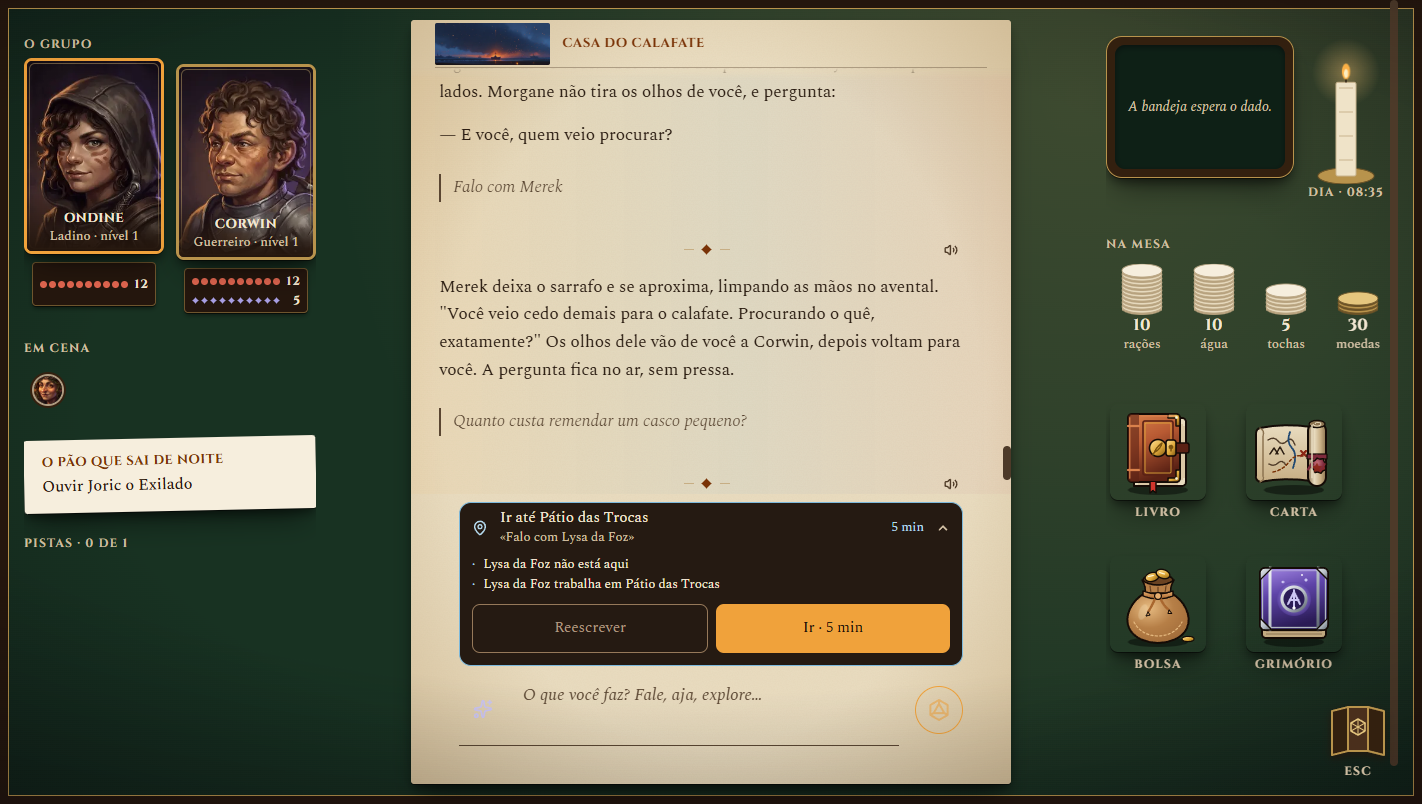 O GRUPO
ONDINE
Ladino · nível 1
12
CORWIN
Guerreiro · nível 1
12
5
EM CENA
O PÃO QUE SAI DE NOITE
Ouvir Joric o Exilado
PISTAS · 0 DE 1
CASA DO CALAFATE
lados. Morgane não tira os olhos de você, e pergunta:
— E você, quem veio procurar?
Falo com Merek
Merek deixa o sarrafo e se aproxima, limpando as mãos no avental.
"Você veio cedo demais para o calafate. Procurando o quê,
exatamente?" Os olhos dele vão de você a Corwin, depois voltam para
você. A pergunta fica no ar, sem pressa.
Quanto custa remendar um casco pequeno?
Ir até Pátio das Trocas
«Falo com Lysa da Foz»
5 min
· Lysa da Foz não está aqui
· Lysa da Foz trabalha em Pátio das Trocas
Reescrever
Ir · 5 min
O que você faz? Fale, aja, explore...
A bandeja espera o dado.
DIA · 08:35
NA MESA
10
rações
10
água
5
tochas
30
moedas
LIVRO
CARTA
BOLSA
GRIMÓRIO
ESC